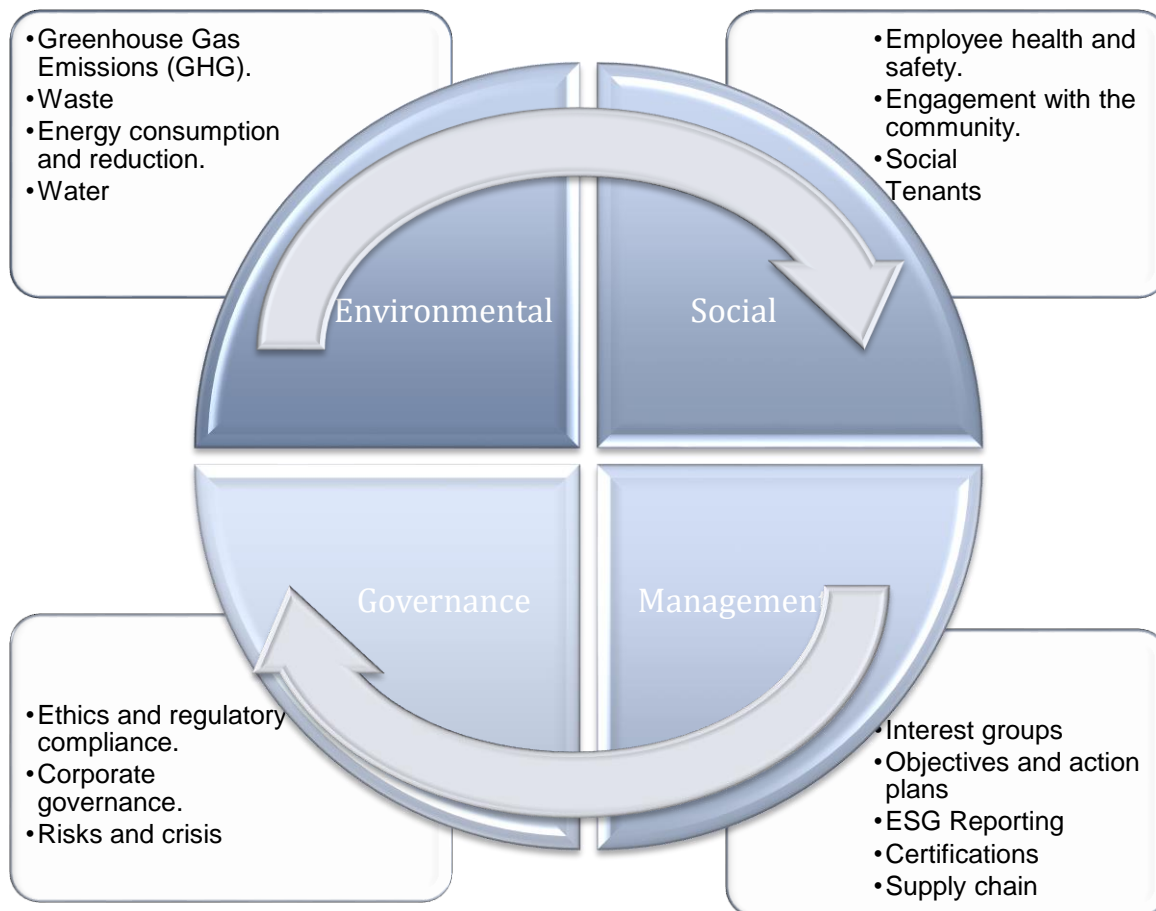 •Greenhouse Gas
Emissions (GHG).
•Waste
•Energy consumption
and reduction.
•Water
•Employee health and
safety.
•Engagement with the
community.
•Social
Tenants
Environmental
Social
Governance
Management
•Ethics and regulatory
compliance.
•Corporate
governance.
•Risks and crisis
•Interest groups
•Objectives and action
plans
•ESG Reporting
•Certifications
•Supply chain